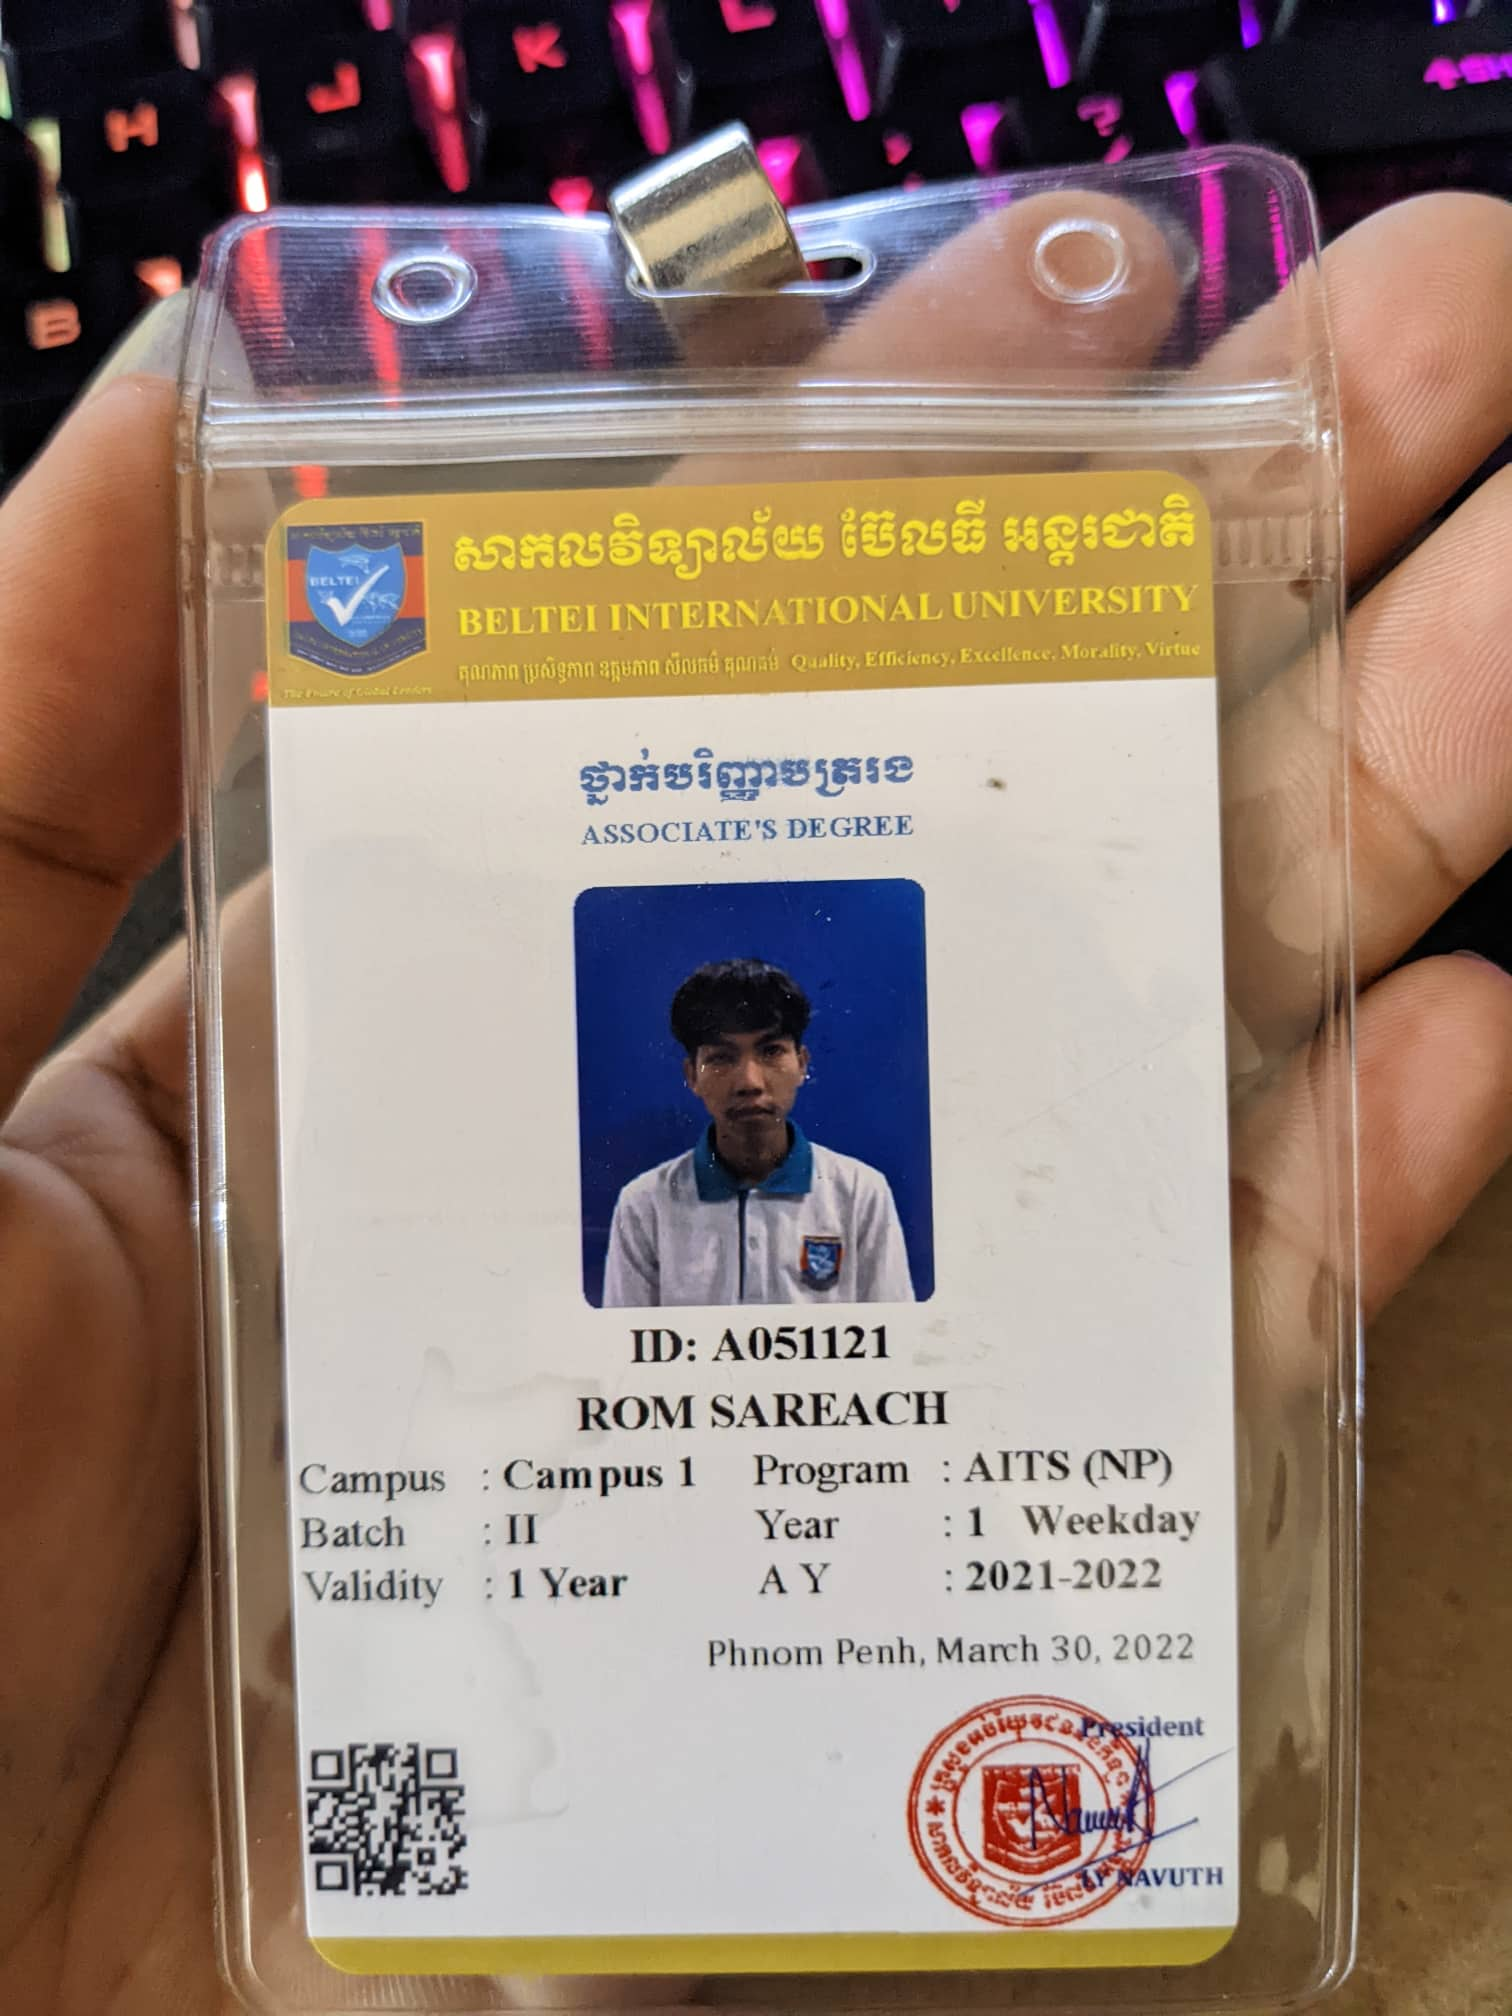 H J K
B
សាកលវិទ្យាល័យ ប៊ែលធី អន្តរជាតិ
BELTEI INTERNATIONAL UNIVERSITY
គុណភាព ប្រសិទ្ធភាព ឧត្តមភាព សីលធម៌ គុណធម៌ Quality, Efficiency, Excellence, Morality, Virtue
BELTEI
The Future of Global Leaders
ថ្នាក់បរិញ្ញាបត្ររង
ASSOCIATE'S DEGREE
ID: A051121
ROM SAREACH
Campus : Campus 1 Program : AITS (NP)
Batch : II Year : 1 Weekday
Validity : 1 Year A Y : 2021-2022
Phnom Penh, March 30, 2022
President
LY NAVUTH